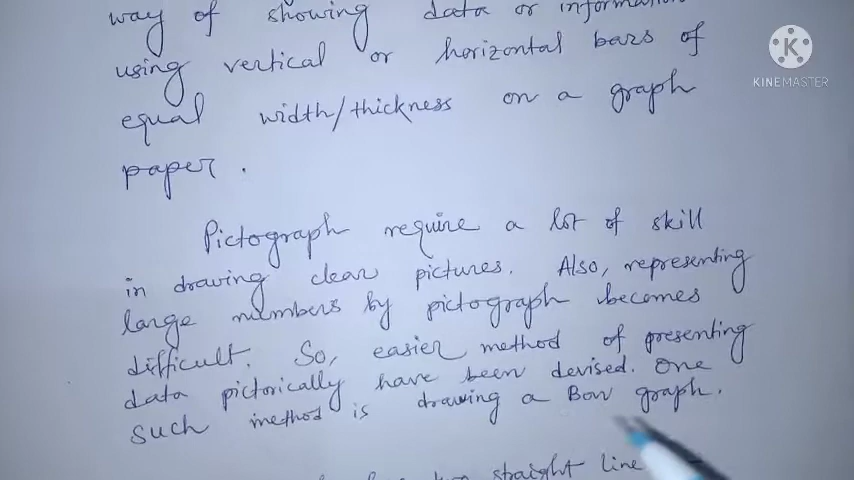 way of showing data or information
using vertical or horizontal bars of
equal width/thickness on a graph
paper.
Pictograph require a lot of skill
in drawing clear pictures. Also, representing
large numbers by pictograph becomes
difficult. So, easier method of presenting
data pictorically have been devised. One
such method is drawing a Bar graph.
straight line
K
KINEMASTER